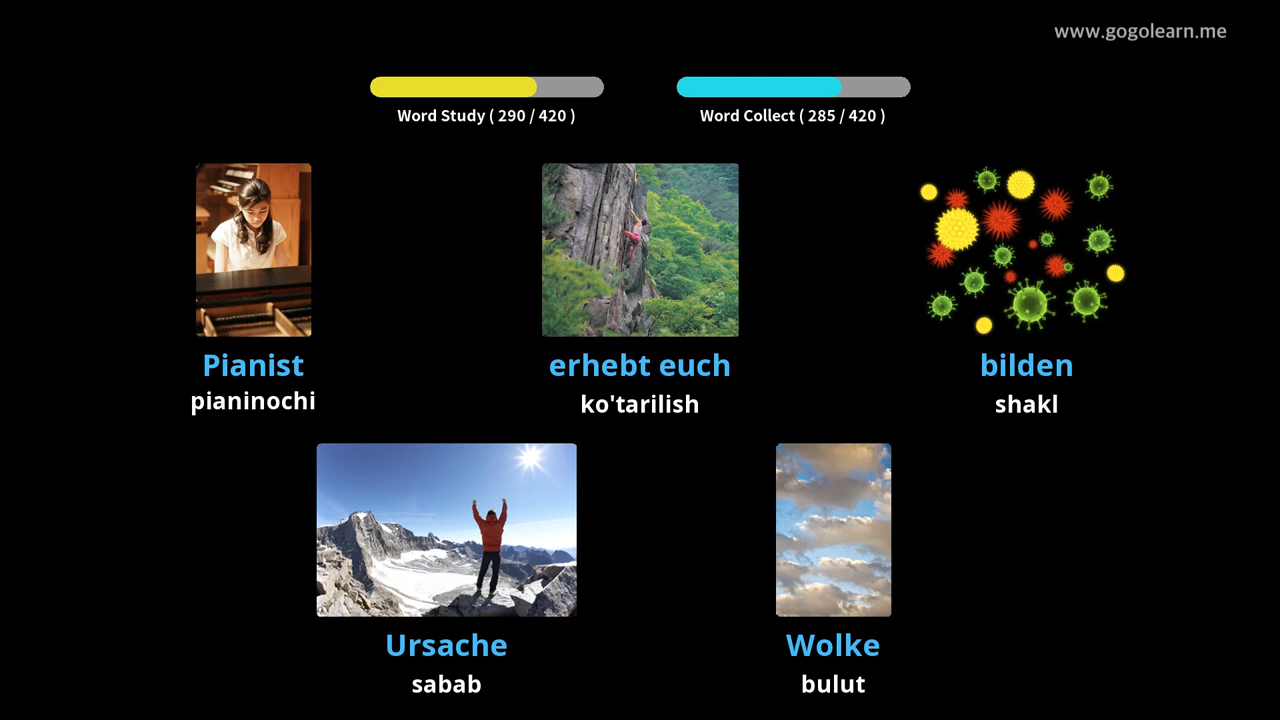 www.gogolearn.me
Word Study ( 290 / 420 )
Word Collect ( 285 / 420 )
Pianist
pianinochi
erhebt euch
ko'tarilish
bilden
shakl
Ursache
sabab
Wolke
bulut